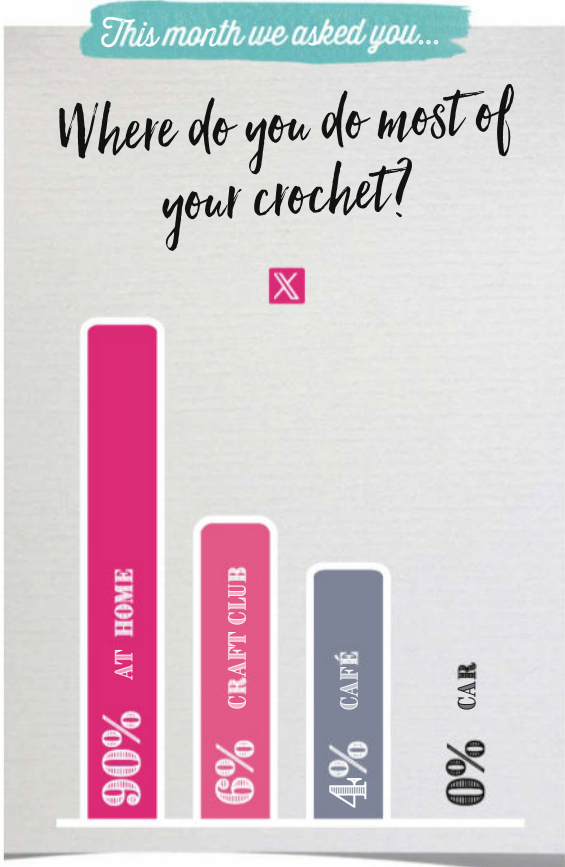 This month we asked you...
Where do you do most of
your crochet?
90% AT HOME
6% CRAFT CLUB
4% CAFÉ
0% CAR